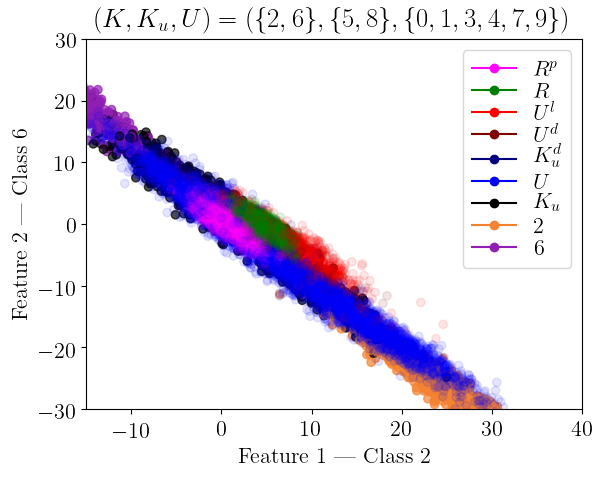 (K, K_u, U) = ({2, 6}, {5, 8}, {0, 1, 3, 4, 7, 9})
30
20
10
0
−10
−20
−30
Feature 2 — Class 6
R^p
R
U^l
U^d
K_u^d
U
K_u
2
6
−10
0
10
20
30
40
Feature 1 — Class 2